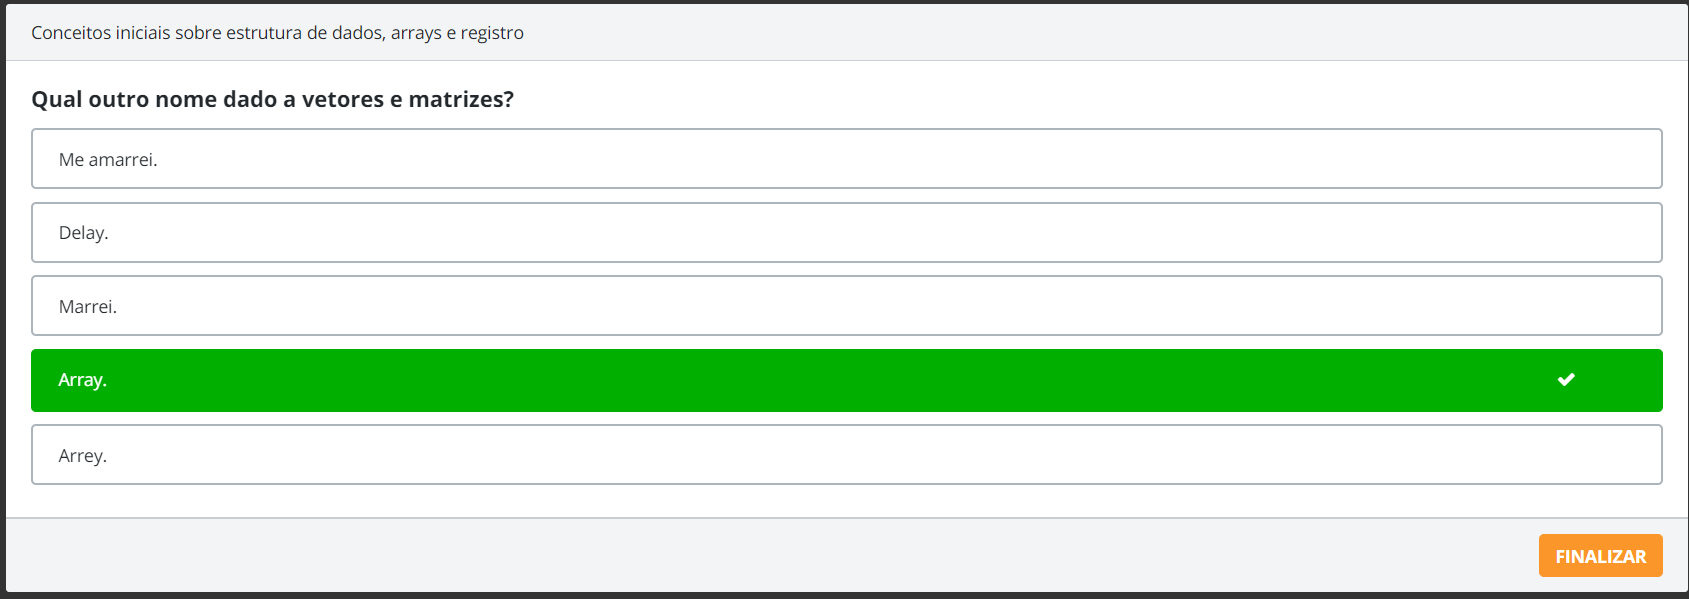 Conceitos iniciais sobre estrutura de dados, arrays e registro
Qual outro nome dado a vetores e matrizes?
Me amarrei.
Delay.
Marrei.
Array.
Arrey.
FINALIZAR